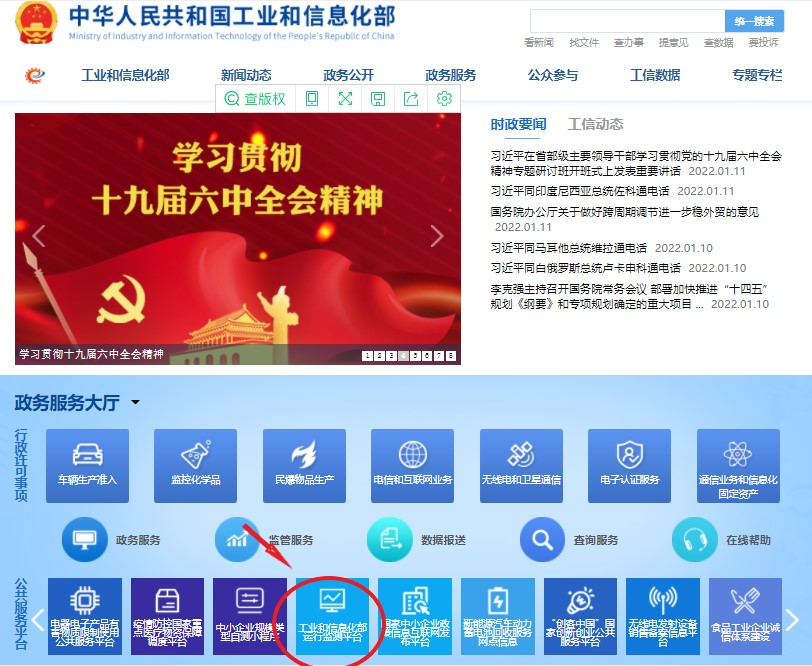 中华人民共和国工业和信息化部
Ministry of Industry and Information Technology of the People's Republic of China
统一搜索
看新闻 找文件 查办事 提意见 查数据 要投诉
工业和信息化部 新闻动态 政务公开 政务服务 公众参与 工信数据 专题专栏
查版权
学习贯彻
十九届六中全会精神
学习贯彻十九届六中全会精神
1 2 3 4 5 6 7 8
时政要闻 工信动态
习近平在省部级主要领导干部学习贯彻党的十九届六中全会
精神专题研讨班开班式上发表重要讲话 2022.01.11
习近平同印度尼西亚总统佐科通电话 2022.01.11
国务院办公厅关于做好跨周期调节进一步稳外贸的意见
2022.01.11
习近平同马耳他总统维拉通电话 2022.01.10
习近平同白俄罗斯总统卢卡申科通电话 2022.01.10
李克强主持召开国务院常务会议 部署加快推进“十四五”
规划《纲要》和专项规划确定的重大项目 ... 2022.01.10
政务服务大厅
行政许可事项
车辆生产准入
监控化学品
民爆物品生产
电信和互联网业务
无线电和卫星通信
电子认证服务
通信业务和信息化
固定资产
政务服务 监管服务 数据报送 查询服务 在线帮助
公共服务平台
电器电子产品有
害物质限制使用
公共服务平台
疫情防控国家重
点医疗物资保障
调度平台
中小企业规模类
型自测小程序
工业和信息化部
运行监测平台
国家中小企业政
策信息互联网发
布平台
新能源汽车动力
蓄电池回收服务
网点信息
“创客中国”国
家创新创业公共
服务平台
无线电发射设备
销售备案信息平
台
食品工业企业诚
信体系建设